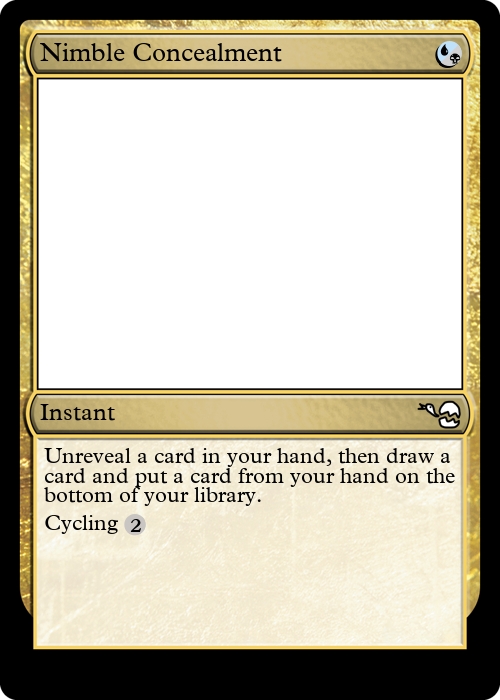 Nimble Concealment
Instant
Unreveal a card in your hand, then draw a
card and put a card from your hand on the
bottom of your library.
Cycling 2